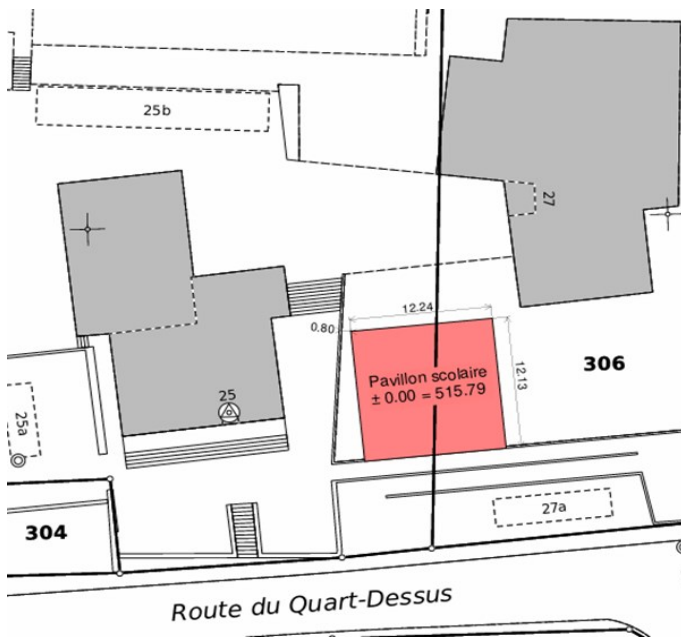 25b
27
12.24
0.80
Pavillon scolaire
± 0.00 = 515.79
12.13
306
25
25a
304
27a
Route du Quart-Dessus